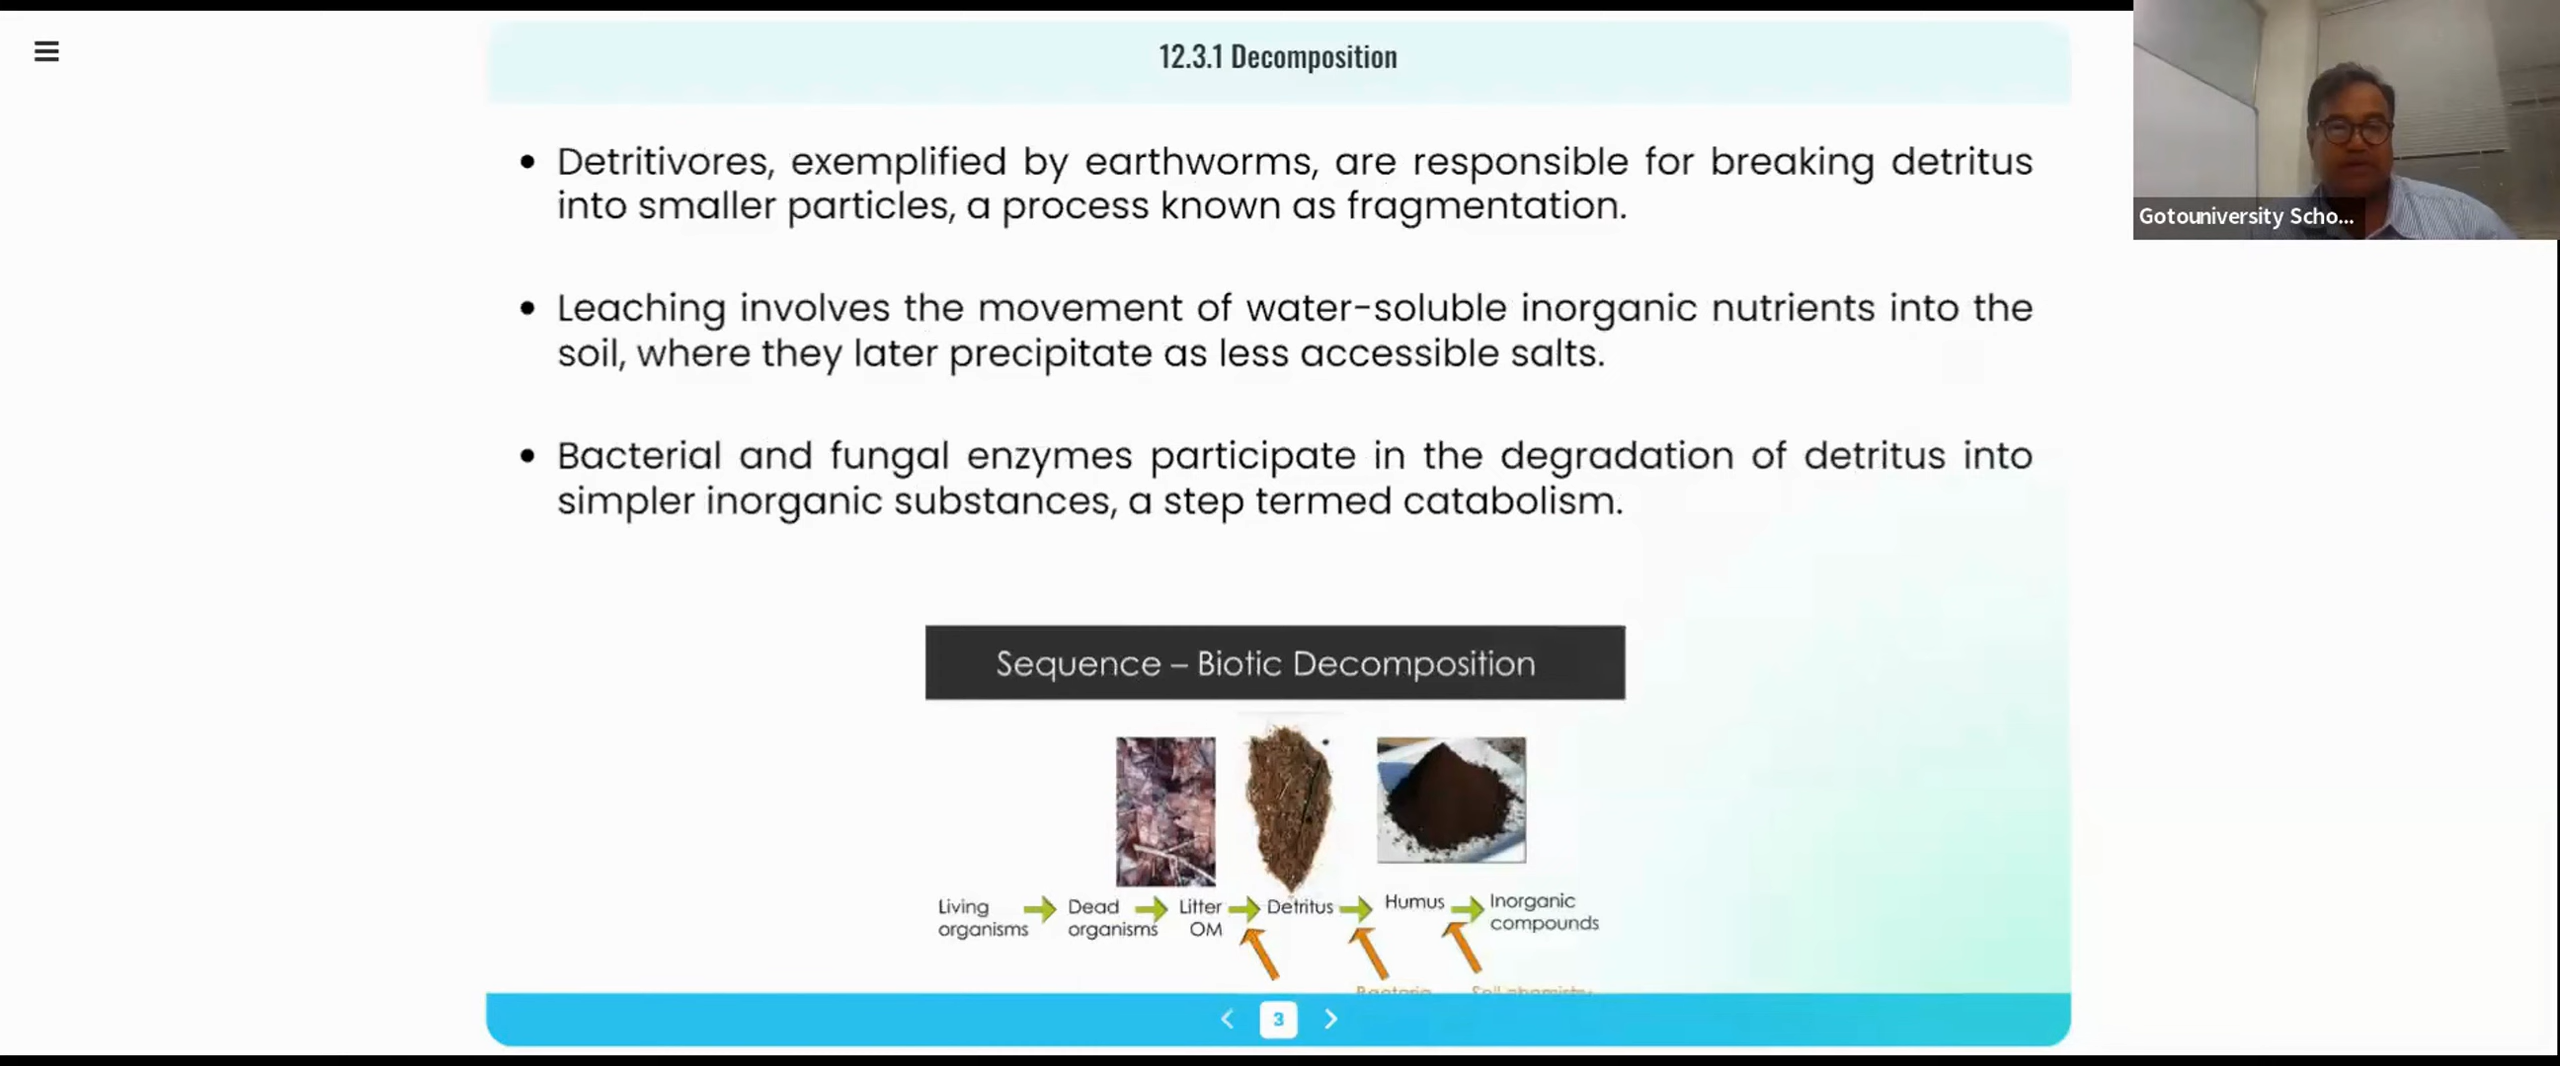 12.3.1 Decomposition
Gotouniversity Scho...
• Detritivores, exemplified by earthworms, are responsible for breaking detritus
into smaller particles, a process known as fragmentation.
• Leaching involves the movement of water-soluble inorganic nutrients into the
soil, where they later precipitate as less accessible salts.
• Bacterial and fungal enzymes participate in the degradation of detritus into
simpler inorganic substances, a step termed catabolism.
Sequence – Biotic Decomposition
Living organisms
Dead organisms
Litter OM
Detritus
Humus
Inorganic compounds
3